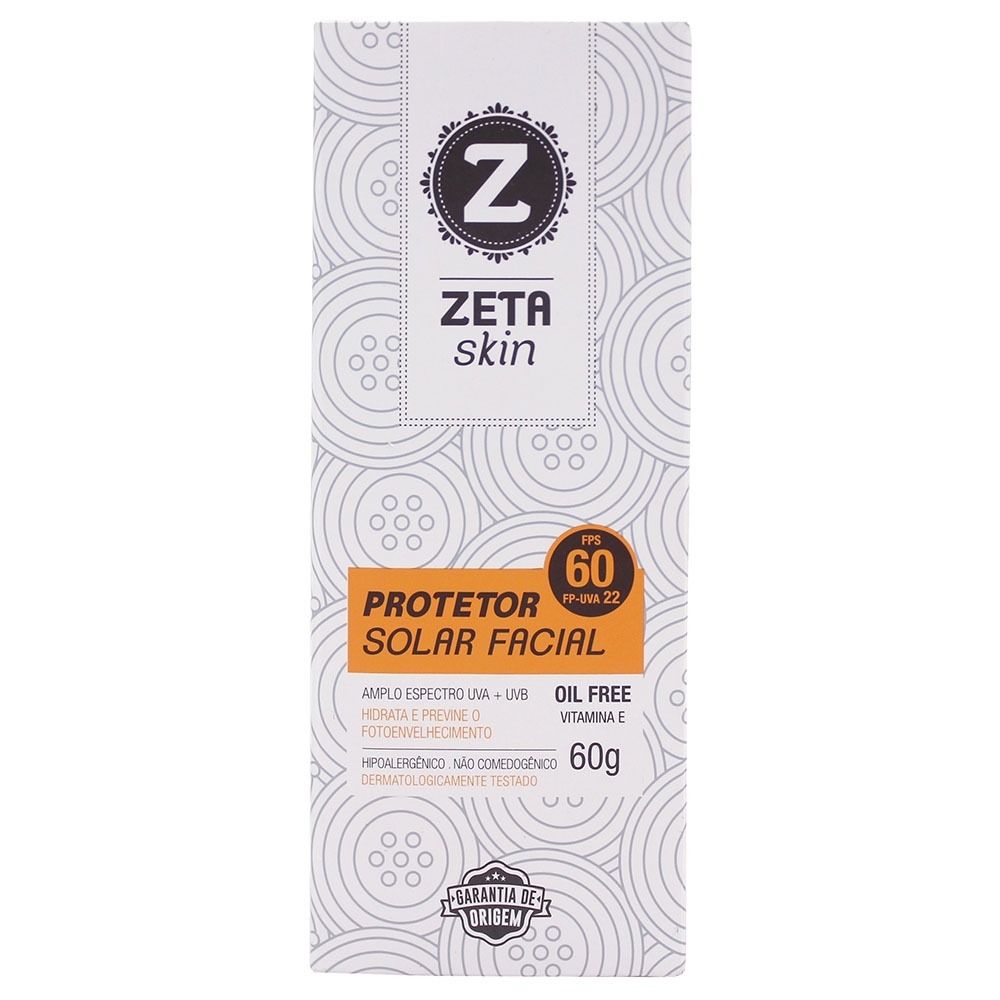 Z
ZETA
skin
FPS
60
FP-UVA 22
PROTETOR
SOLAR FACIAL
AMPLO ESPECTRO UVA + UVB
HIDRATA E PREVINE O
FOTOENVELHECIMENTO
OIL FREE
VITAMINA E
60g
HIPOALERGÊNICO . NÃO COMEDOGÊNICO
DERMATOLOGICAMENTE TESTADO
GARANTIA DE
ORIGEM